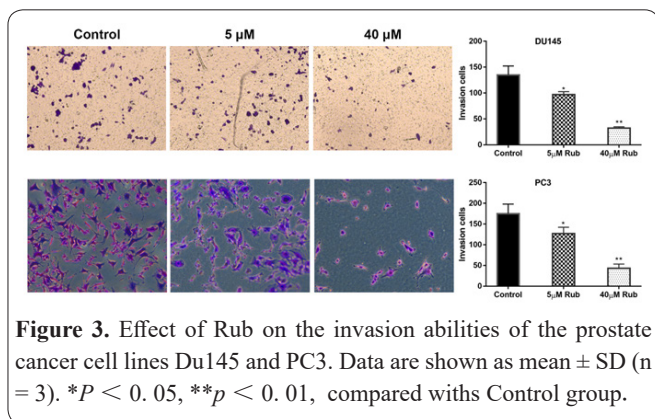 Control 5 µM 40 µM
DU145
Invasion cells
200
150
100
50
0
*
**
Control 5µM Rub 40µM Rub
PC3
Invasion cells
250
200
150
100
50
0
*
**
Control 5µM Rub 40µM Rub
Figure 3. Effect of Rub on the invasion abilities of the prostate
cancer cell lines Du145 and PC3. Data are shown as mean ± SD (n
= 3). *P < 0. 05, **p < 0. 01, compared withs Control group.